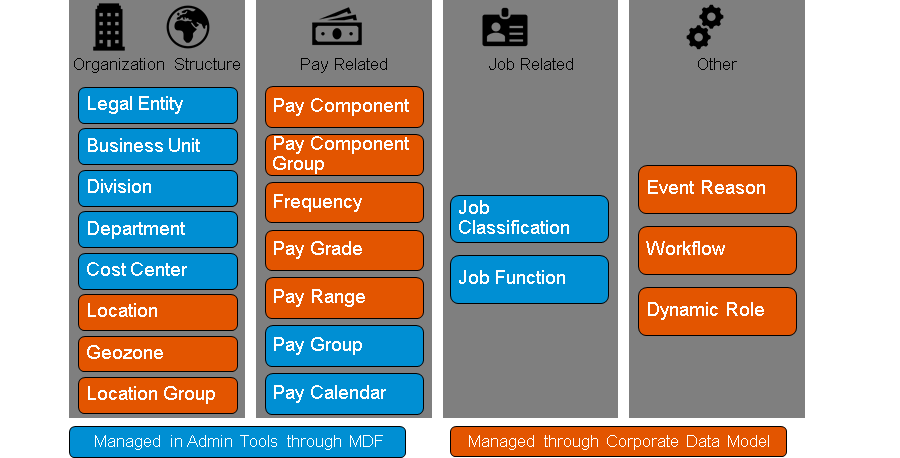 Organization Structure
Legal Entity
Business Unit
Division
Department
Cost Center
Location
Geozone
Location Group
Pay Related
Pay Component
Pay Component
Group
Frequency
Pay Grade
Pay Range
Pay Group
Pay Calendar
Job Related
Job
Classification
Job Function
Other
Event Reason
Workflow
Dynamic Role
Managed in Admin Tools through MDF
Managed through Corporate Data Model